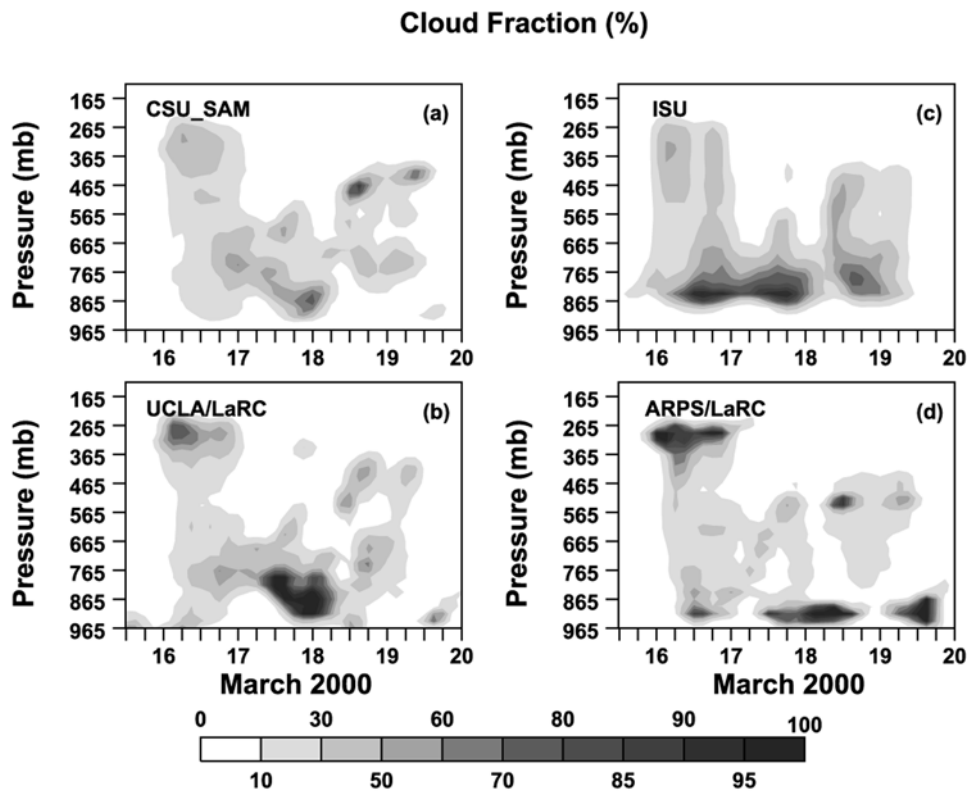 Cloud Fraction (%)
CSU_SAM (a)
Pressure (mb)
165
265
365
465
565
665
765
865
965
16 17 18 19 20
ISU (c)
Pressure (mb)
165
265
365
465
565
665
765
865
965
16 17 18 19 20
UCLA/LaRC (b)
Pressure (mb)
165
265
365
465
565
665
765
865
965
16 17 18 19 20
March 2000
ARPS/LaRC (d)
Pressure (mb)
165
265
365
465
565
665
765
865
965
16 17 18 19 20
March 2000
0 30 60 80 90 100
10 50 70 85 95